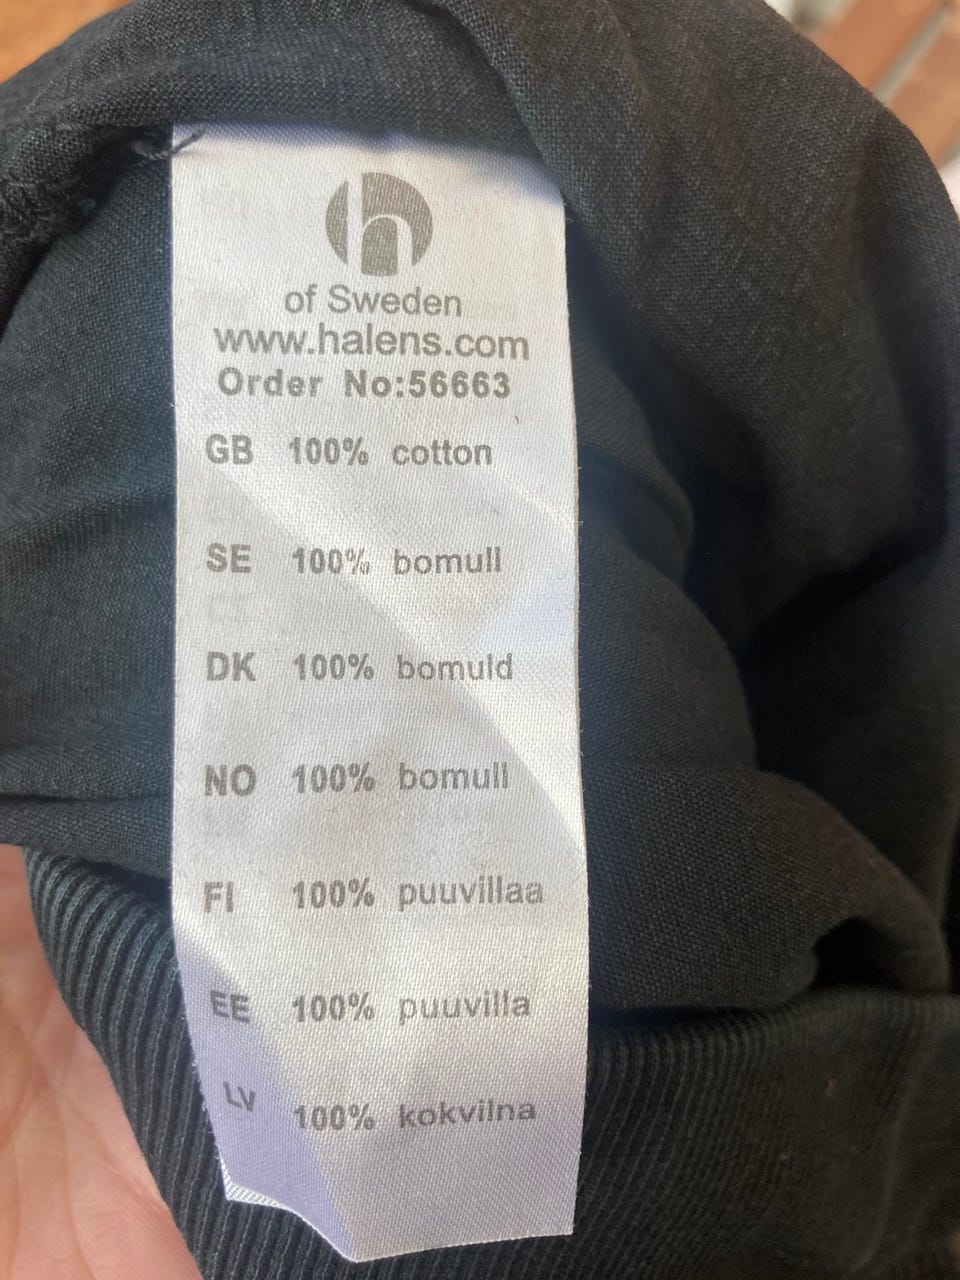 h
of Sweden
www.halens.com
Order No:56663
GB 100% cotton
SE 100% bomull
DK 100% bomuld
NO 100% bomull
FI 100% puuvillaa
EE 100% puuvilla
LV 100% kokvilna